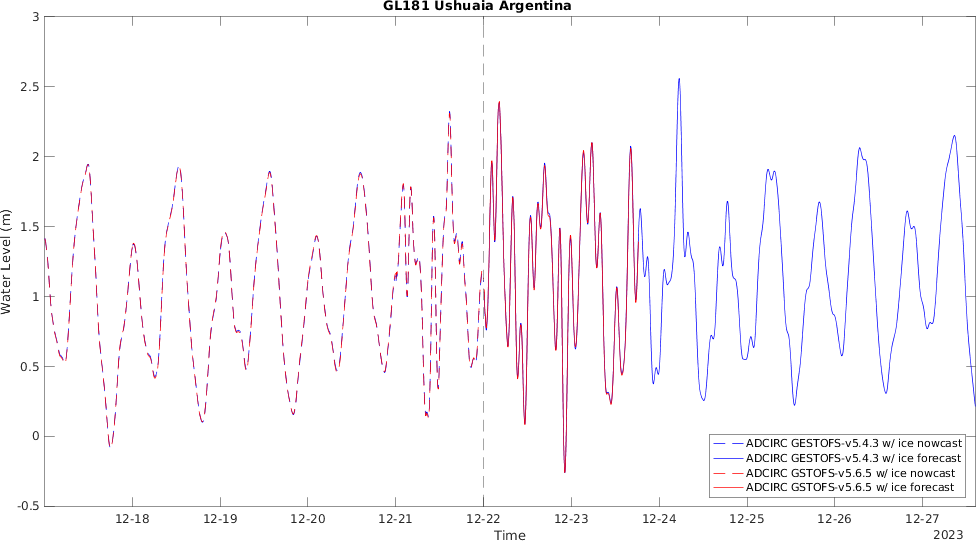 GL181 Ushuaia Argentina
3
2.5
2
1.5
1
0.5
0
-0.5
Water Level (m)
ADCIRC GESTOFS-v5.4.3 w/ ice nowcast
ADCIRC GESTOFS-v5.4.3 w/ ice forecast
ADCIRC GSTOFS-v5.6.5 w/ ice nowcast
ADCIRC GSTOFS-v5.6.5 w/ ice forecast
12-18 12-19 12-20 12-21 12-22 12-23 12-24 12-25 12-26 12-27
Time 2023